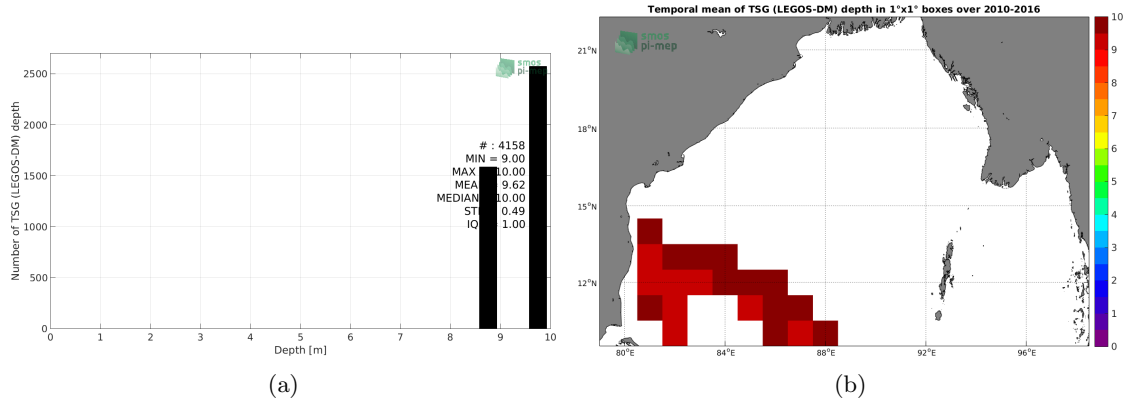 smos
pi-mep
2500
2000
1500
1000
500
0
Number of TSG (LEGOS-DM) depth
# : 4158
MIN = 9.00
MAX 10.00
MEA 9.62
MEDIAN 10.00
ST 0.49
IQ 1.00
0 1 2 3 4 5 6 7 8 9 10
Depth [m]
(a)
Temporal mean of TSG (LEGOS-DM) depth in 1°x1° boxes over 2010-2016
smos
pi-mep
21°N
18°N
15°N
12°N
80°E 84°E 88°E 92°E 96°E
10
9
8
7
6
5
4
3
2
1
0
(b)